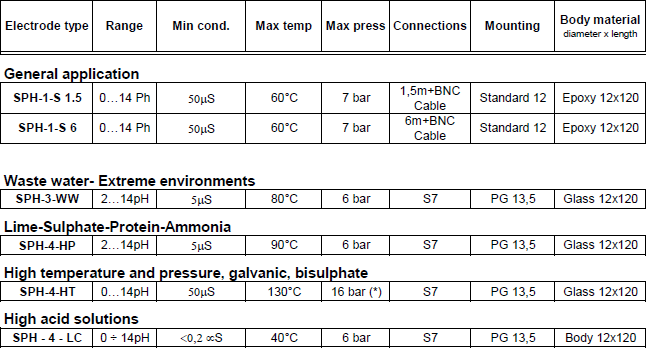 Electrode type Range Min cond. Max temp Max press Connections Mounting Body material
diameter x length
General application
SPH-1-S 1.5 0…14 Ph 50µS 60°C 7 bar 1,5m+BNC Cable Standard 12 Epoxy 12x120
SPH-1-S 6 0…14 Ph 50µS 60°C 7 bar 6m+BNC Cable Standard 12 Epoxy 12x120
Waste water- Extreme environments
SPH-3-WW 2…14pH 5µS 80°C 6 bar S7 PG 13,5 Glass 12x120
Lime-Sulphate-Protein-Ammonia
SPH-4-HP 2…14pH 5µS 90°C 6 bar S7 PG 13,5 Glass 12x120
High temperature and pressure, galvanic, bisulphate
SPH-4-HT 0…14pH 50µS 130°C 16 bar (*) S7 PG 13,5 Glass 12x120
High acid solutions
SPH - 4 - LC 0 ÷ 14pH <0,2 ∝S 40°C 6 bar S7 PG 13,5 Body 12x120